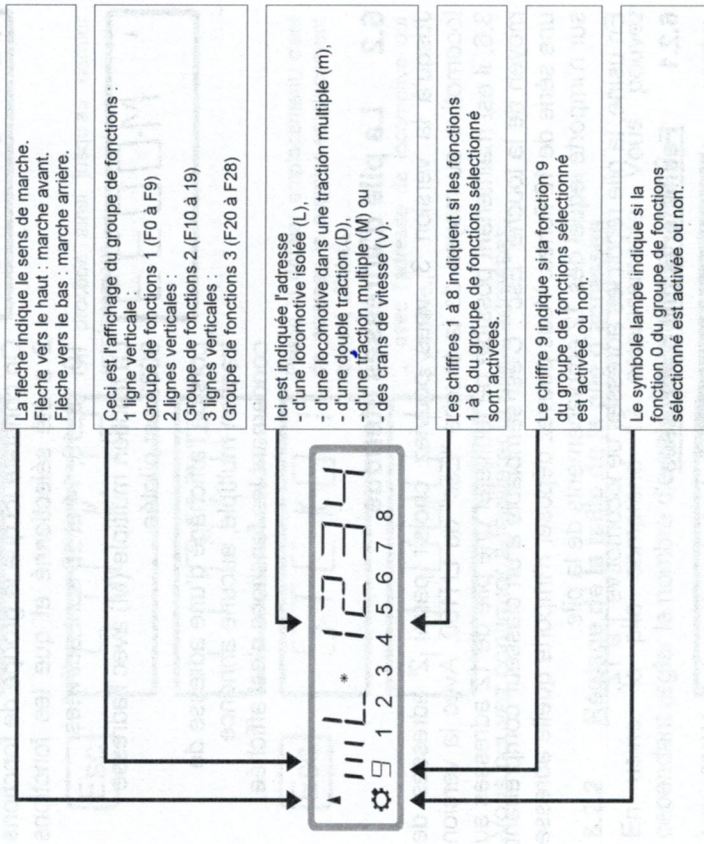 La fleche indique le sens de marche.
Flèche vers le haut : marche avant.
Flèche vers le bas : marche arrière.
Ceci est l'affichage du groupe de fonctions :
1 ligne verticale :
Groupe de fonctions 1 (F0 à F9)
2 lignes verticales :
Groupe de fonctions 2 (F10 à 19)
3 lignes verticales :
Groupe de fonctions 3 (F20 à F28)
Ici est indiquée l'adresse
- d'une locomotive isolée (L),
- d'une locomotive dans une traction multiple (m),
- d'une double traction (D),
- d'une traction multiple (M) ou
- des crans de vitesse (V).
Les chiffres 1 à 8 indiquent si les fonctions
1 à 8 du groupe de fonctions sélectionné
sont activées.
Le chiffre 9 indique si la fonction 9
du groupe de fonctions sélectionné
est activée ou non.
Le symbole lampe indique si la
fonction 0 du groupe de fonctions
sélectionné est activée ou non.
L * 1234
9 1 2 3 4 5 6 7 8